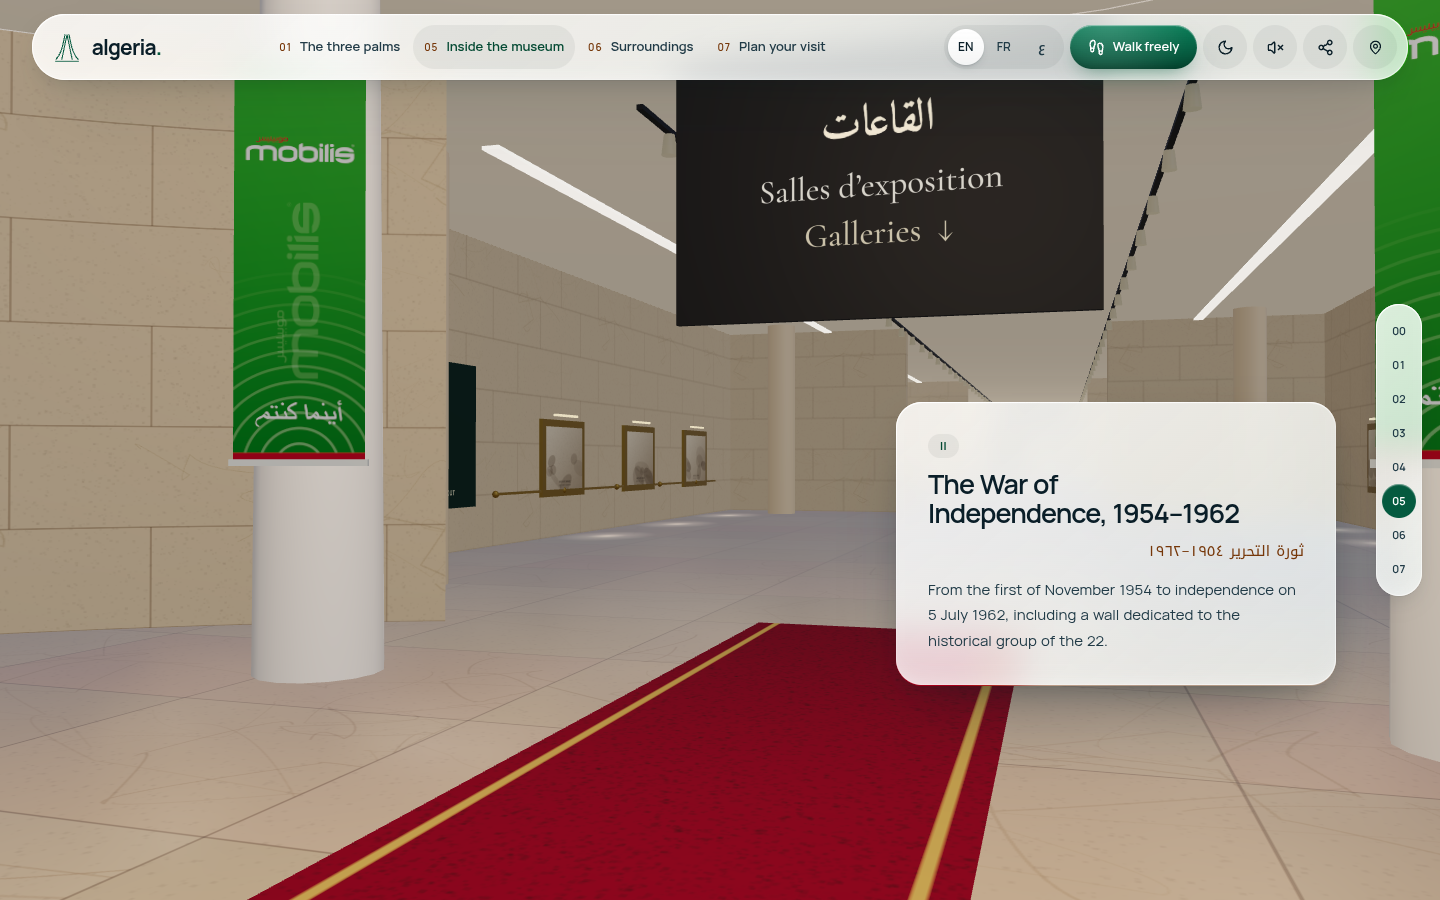 algeria.
01 The three palms
05 Inside the museum
06 Surroundings
07 Plan your visit
EN
FR
ع
Walk freely
موبيليس
mobilis
mobilis
موبيليس
أينما كنتم
القاعات
Salles d’exposition
Galleries ↓
II
The War of
Independence, 1954–1962
ثورة التحرير ١٩٥٤–١٩٦٢
From the first of November 1954 to independence on
5 July 1962, including a wall dedicated to the
historical group of the 22.
00
01
02
03
04
05
06
07